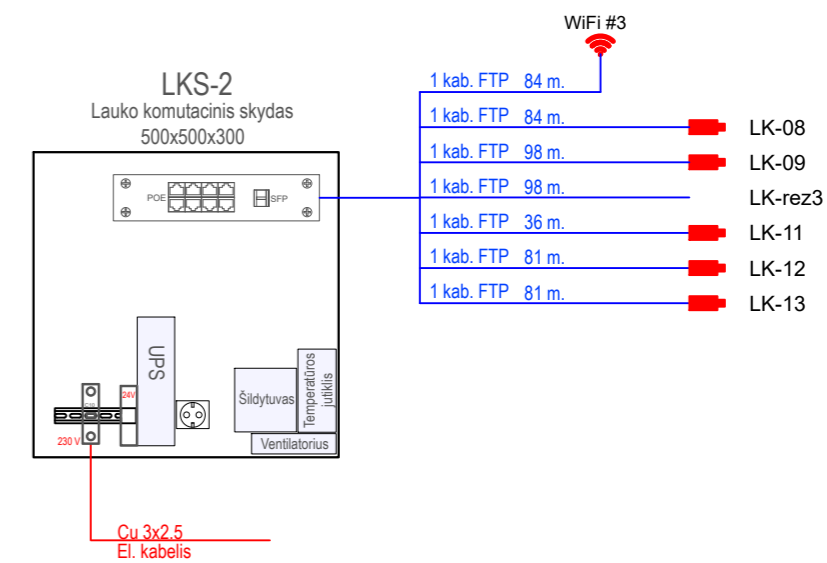 WiFi #3
LKS-2
Lauko komutacinis skydas
500x500x300
1 kab. FTP 84 m.
1 kab. FTP 84 m.
LK-08
1 kab. FTP 98 m.
LK-09
1 kab. FTP 98 m.
LK-rez3
1 kab. FTP 36 m.
LK-11
1 kab. FTP 81 m.
LK-12
1 kab. FTP 81 m.
LK-13
POE
SFP
UPS
24V
C10
230 V
Šildytuvas
Temperatūros
jutiklis
Ventilatorius
Cu 3x2.5
El. kabelis